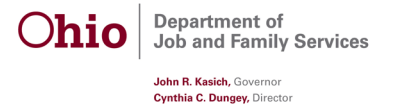 Ohio
Department of
Job and Family Services
John R. Kasich, Governor
Cynthia C. Dungey, Director